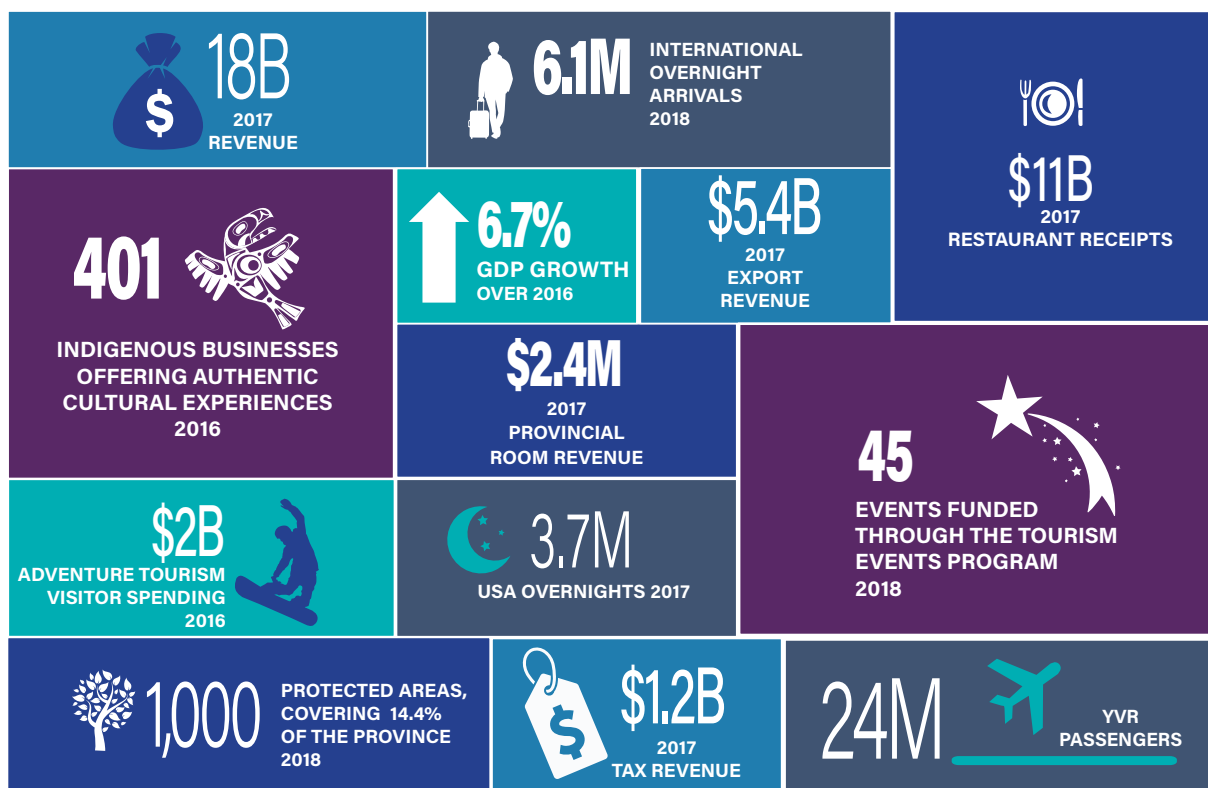 18B
2017
REVENUE
6.1M
INTERNATIONAL
OVERNIGHT
ARRIVALS
2018
$11B
2017
RESTAURANT RECEIPTS
401
INDIGENOUS BUSINESSES
OFFERING AUTHENTIC
CULTURAL EXPERIENCES
2016
6.7%
GDP GROWTH
OVER 2016
$5.4B
2017
EXPORT
REVENUE
$2.4M
2017
PROVINCIAL
ROOM REVENUE
45
EVENTS FUNDED
THROUGH THE TOURISM
EVENTS PROGRAM
2018
$2B
ADVENTURE TOURISM
VISITOR SPENDING
2016
3.7M
USA OVERNIGHTS 2017
1,000
PROTECTED AREAS,
COVERING 14.4%
OF THE PROVINCE
2018
$
$1.2B
2017
TAX REVENUE
24M
YVR
PASSENGERS
$